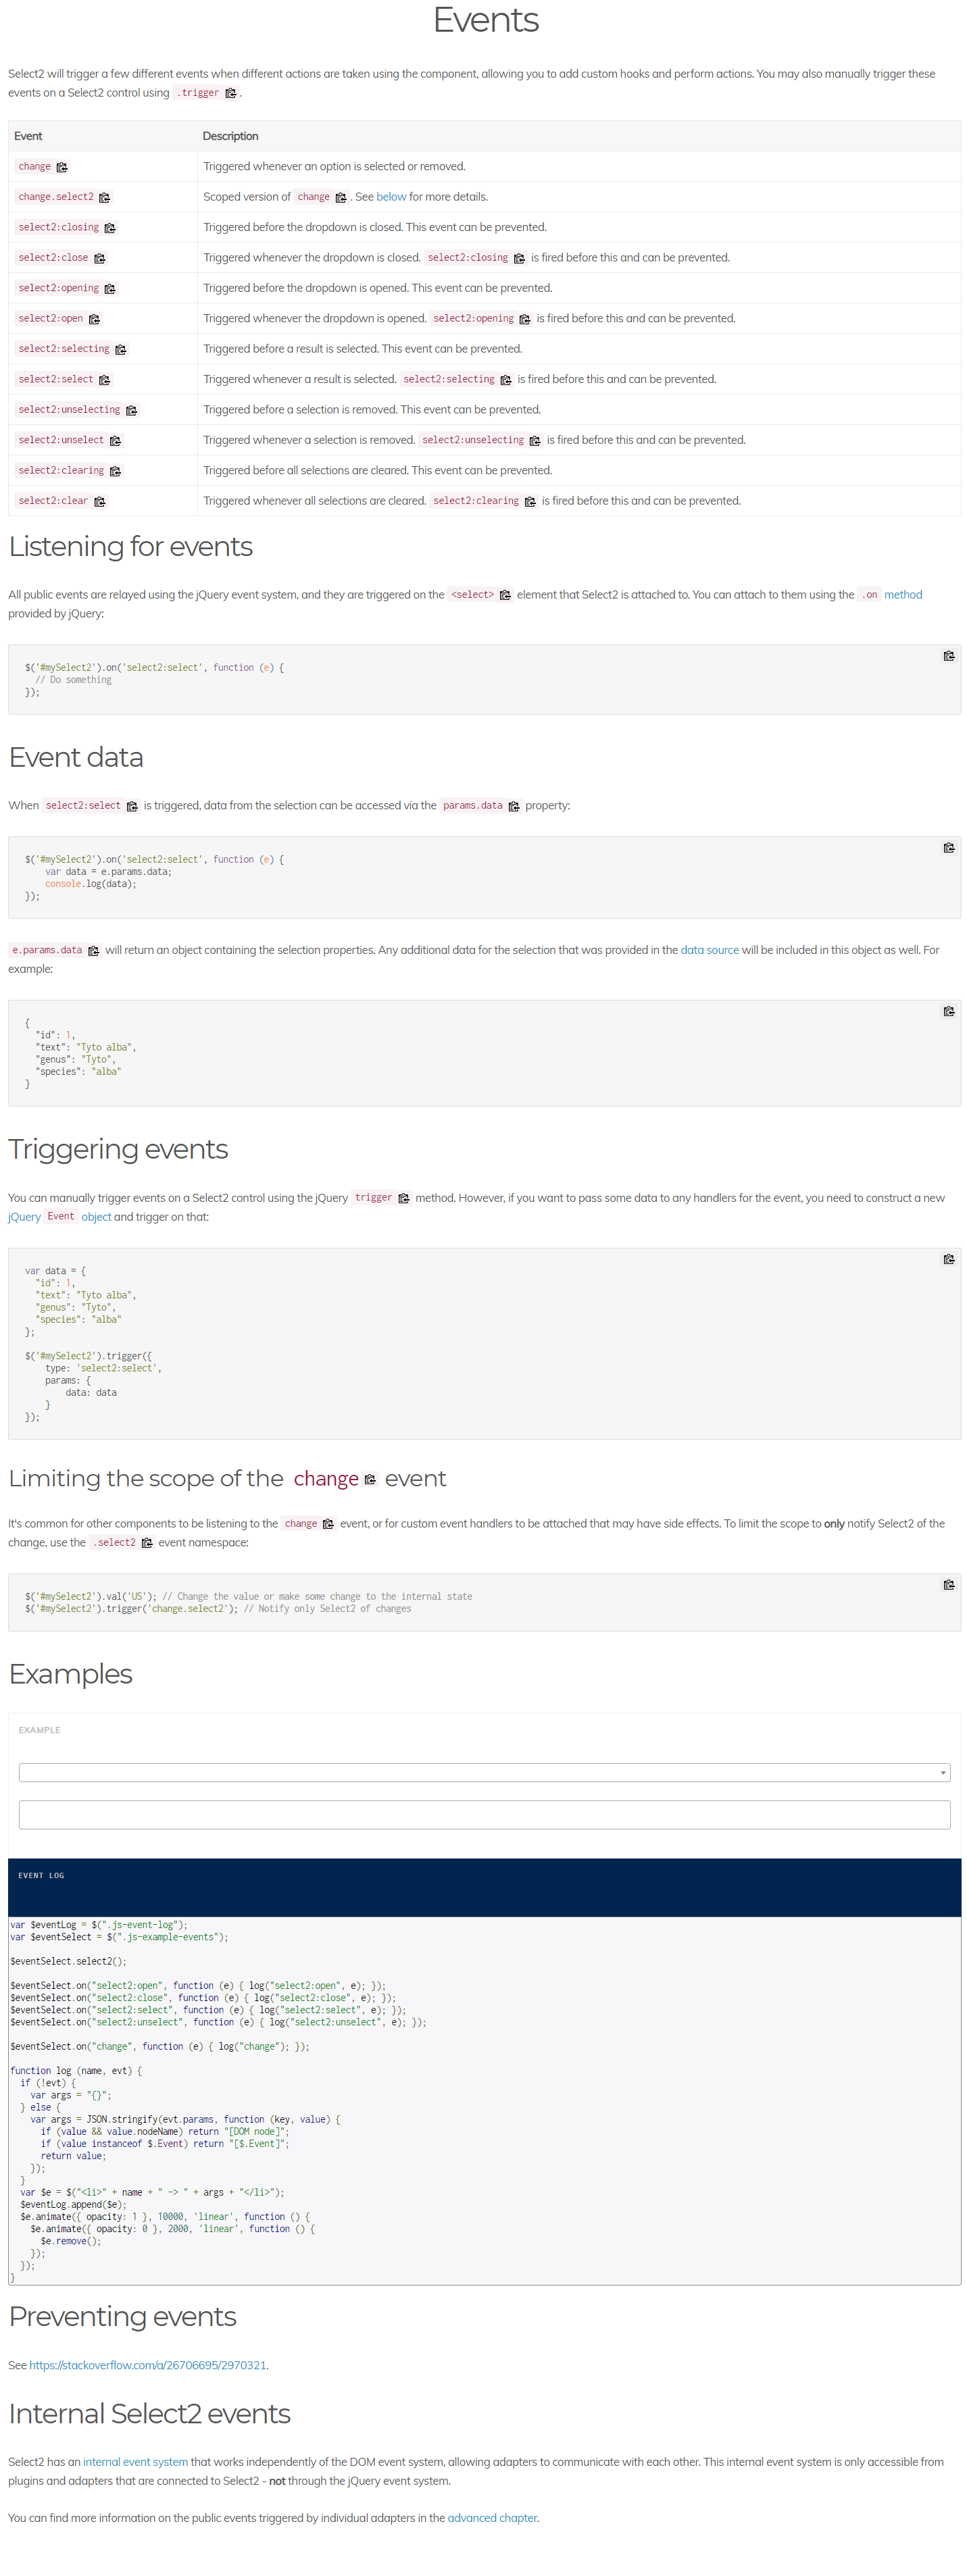 Events
Select2 will trigger a few different events when different actions are taken using the component, allowing you to add custom hooks and perform actions. You may also manually trigger these
events on a Select2 control using .trigger .
Event Description
change Triggered whenever an option is selected or removed.
change.select2 Scoped version of change . See below for more details.
select2:closing Triggered before the dropdown is closed. This event can be prevented.
select2:close Triggered whenever the dropdown is closed. select2:closing is fired before this and can be prevented.
select2:opening Triggered before the dropdown is opened. This event can be prevented.
select2:open Triggered whenever the dropdown is opened. select2:opening is fired before this and can be prevented.
select2:selecting Triggered before a result is selected. This event can be prevented.
select2:select Triggered whenever a result is selected. select2:selecting is fired before this and can be prevented.
select2:unselecting Triggered before a selection is removed. This event can be prevented.
select2:unselect Triggered whenever a selection is removed. select2:unselecting is fired before this and can be prevented.
select2:clearing Triggered before all selections are cleared. This event can be prevented.
select2:clear Triggered whenever all selections are cleared. select2:clearing is fired before this and can be prevented.
Listening for events
All public events are relayed using the jQuery event system, and they are triggered on the <select> element that Select2 is attached to. You can attach to them using the .on method
provided by jQuery:
$('#mySelect2').on('select2:select', function (e) {
  // Do something
});
Event data
When select2:select is triggered, data from the selection can be accessed via the params.data property:
$('#mySelect2').on('select2:select', function (e) {
    var data = e.params.data;
    console.log(data);
});
e.params.data will return an object containing the selection properties. Any additional data for the selection that was provided in the data source will be included in this object as well. For
example:
{
  "id": 1,
  "text": "Tyto alba",
  "genus": "Tyto",
  "species": "alba"
}
Triggering events
You can manually trigger events on a Select2 control using the jQuery trigger method. However, if you want to pass some data to any handlers for the event, you need to construct a new
jQuery Event object and trigger on that:
var data = {
  "id": 1,
  "text": "Tyto alba",
  "genus": "Tyto",
  "species": "alba"
};
$('#mySelect2').trigger({
    type: 'select2:select',
    params: {
        data: data
    }
});
Limiting the scope of the change event
It's common for other components to be listening to the change event, or for custom event handlers to be attached that may have side effects. To limit the scope to only notify Select2 of the
change, use the .select2 event namespace:
$('#mySelect2').val('US'); // Change the value or make some change to the internal state
$('#mySelect2').trigger('change.select2'); // Notify only Select2 of changes
Examples
EXAMPLE
EVENT LOG
var $eventLog = $(".js-event-log");
var $eventSelect = $(".js-example-events");
$eventSelect.select2();
$eventSelect.on("select2:open", function (e) { log("select2:open", e); });
$eventSelect.on("select2:close", function (e) { log("select2:close", e); });
$eventSelect.on("select2:select", function (e) { log("select2:select", e); });
$eventSelect.on("select2:unselect", function (e) { log("select2:unselect", e); });
$eventSelect.on("change", function (e) { log("change"); });
function log (name, evt) {
  if (!evt) {
    var args = "{}";
  } else {
    var args = JSON.stringify(evt.params, function (key, value) {
      if (value && value.nodeName) return "[DOM node]";
      if (value instanceof $.Event) return "[$.Event]";
      return value;
    });
  }
  var $e = $("<li>" + name + " -> " + args + "</li>");
  $eventLog.append($e);
  $e.animate({ opacity: 1 }, 10000, 'linear', function () {
    $e.animate({ opacity: 0 }, 2000, 'linear', function () {
      $e.remove();
    });
  });
}
Preventing events
See https://stackoverflow.com/a/26706695/2970321.
Internal Select2 events
Select2 has an internal event system that works independently of the DOM event system, allowing adapters to communicate with each other. This internal event system is only accessible from
plugins and adapters that are connected to Select2 - not through the jQuery event system.
You can find more information on the public events triggered by individual adapters in the advanced chapter.